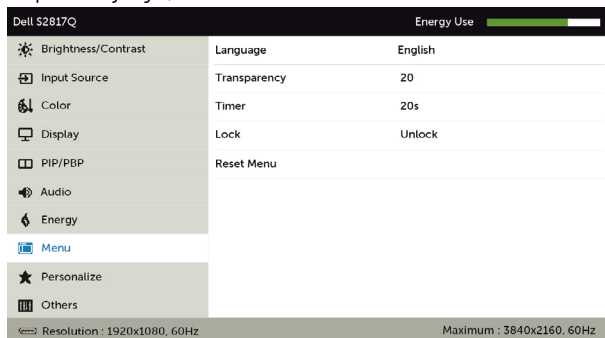 Dell S2817Q Energy Use
Brightness/Contrast Language English
Input Source Transparency 20
Color Timer 20s
Display Lock Unlock
PIP/PBP Reset Menu
Audio
Energy
Menu
Personalize
Others
Resolution : 1920x1080, 60Hz Maximum : 3840x2160, 60Hz